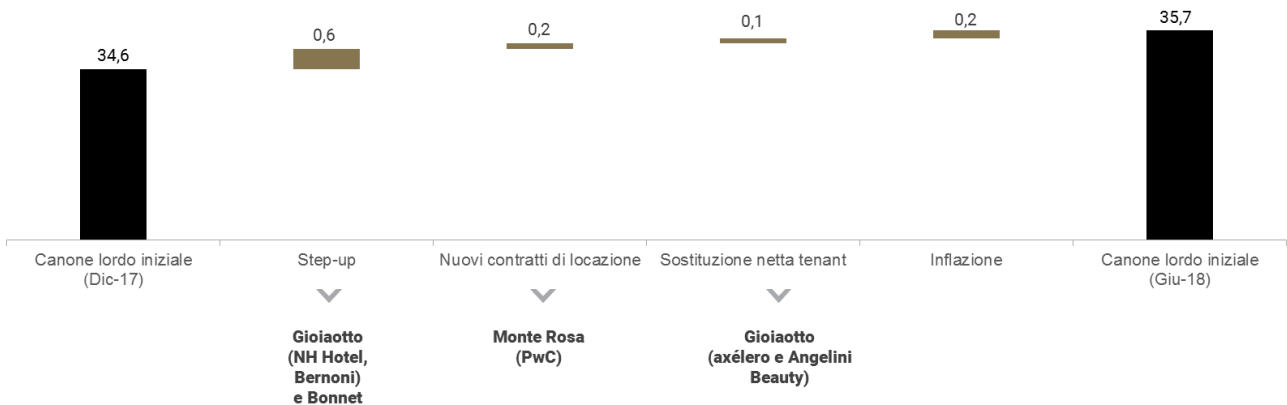 34,6
0,6
0,2
0,1
0,2
35,7
Canone lordo iniziale
(Dic-17)
Step-up
Nuovi contratti di locazione
Sostituzione netta tenant
Inflazione
Canone lordo iniziale
(Giu-18)
Gioiaotto
(NH Hotel,
Bernoni)
e Bonnet
Monte Rosa
(PwC)
Gioiaotto
(axélero e Angelini
Beauty)